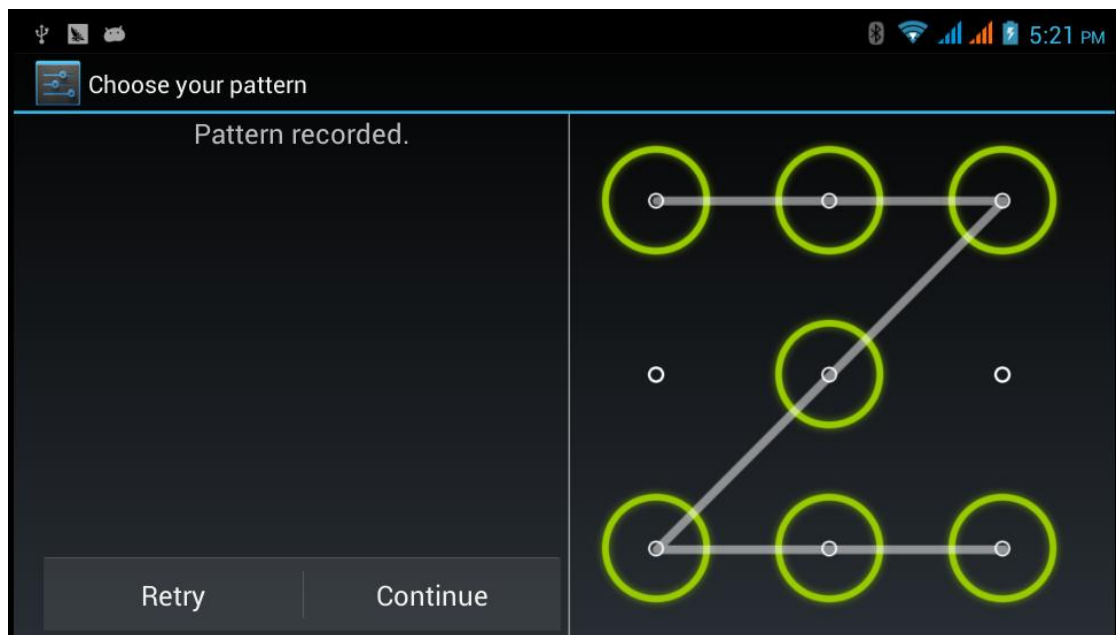 5:21 PM
Choose your pattern
Pattern recorded.
Retry
Continue